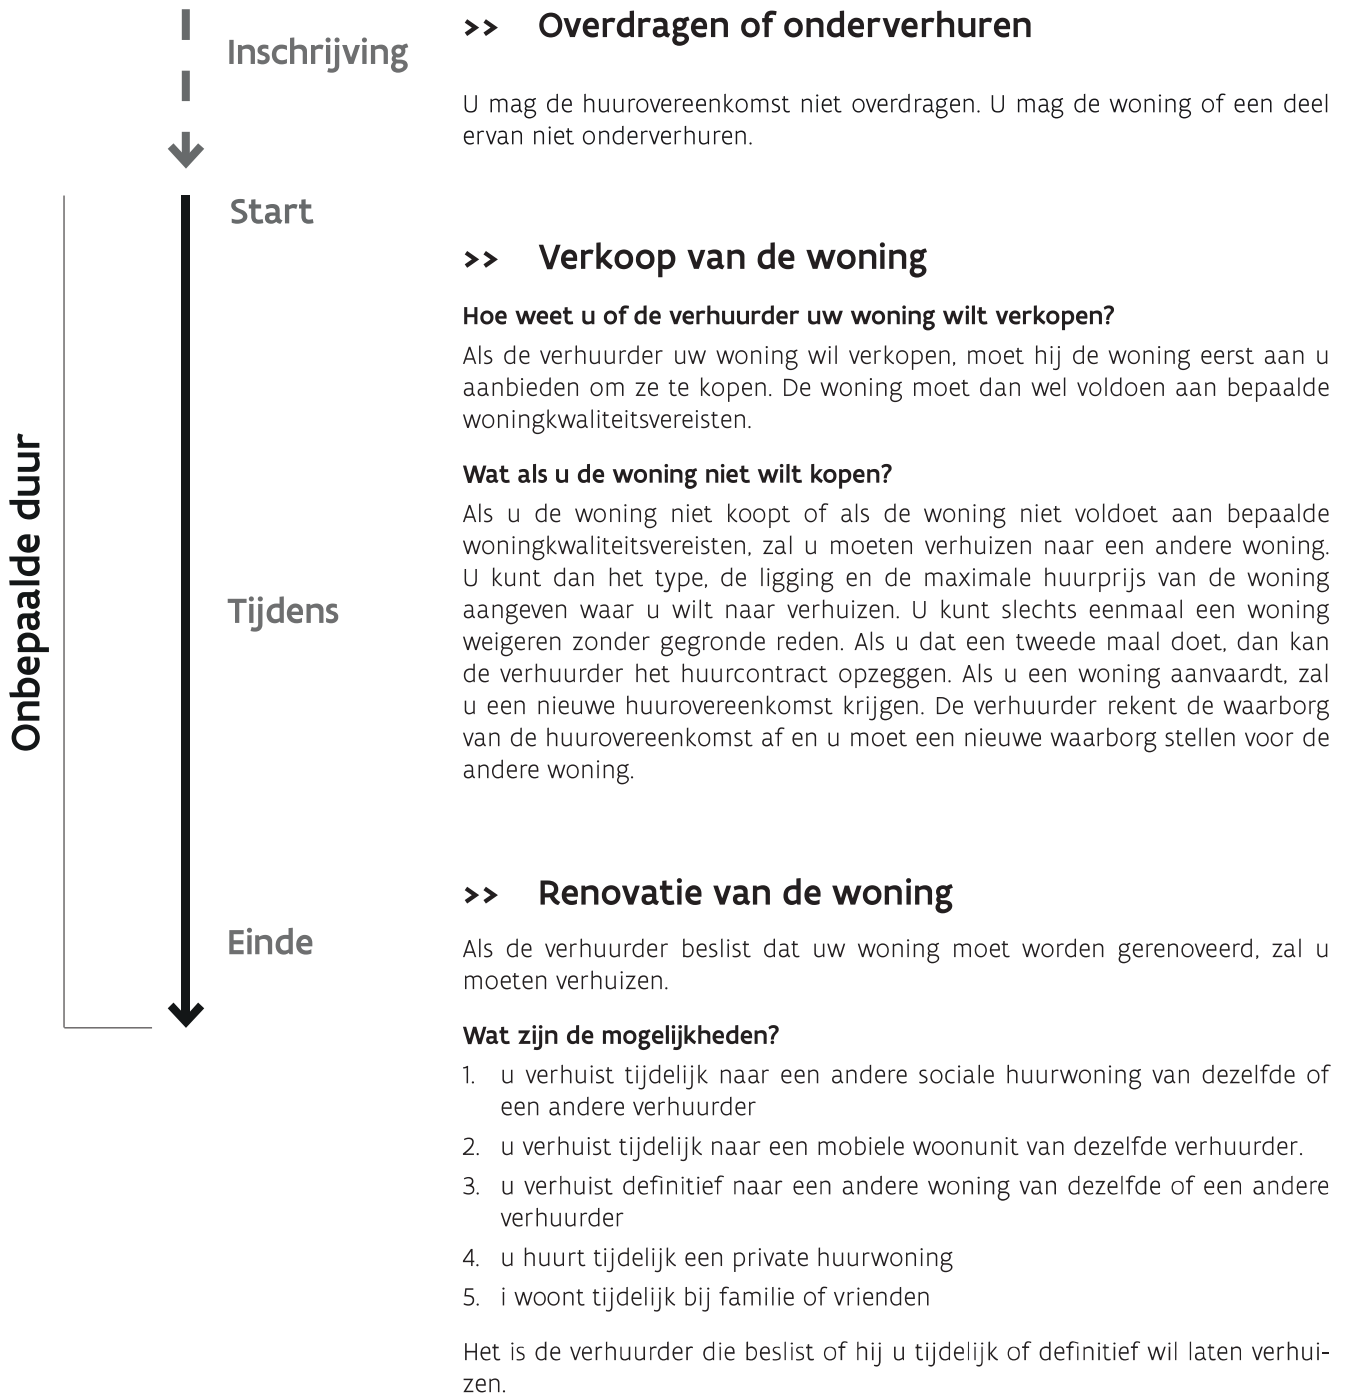 Inschrijving
Start
Onbepaalde duur
Tijdens
Einde
>> Overdragen of onderverhuren
U mag de huurovereenkomst niet overdragen. U mag de woning of een deel
ervan niet onderverhuren.
>> Verkoop van de woning
Hoe weet u of de verhuurder uw woning wilt verkopen?
Als de verhuurder uw woning wil verkopen, moet hij de woning eerst aan u
aanbieden om ze te kopen. De woning moet dan wel voldoen aan bepaalde
woningkwaliteitsvereisten.
Wat als u de woning niet wilt kopen?
Als u de woning niet koopt of als de woning niet voldoet aan bepaalde
woningkwaliteitsvereisten, zal u moeten verhuizen naar een andere woning.
U kunt dan het type, de ligging en de maximale huurprijs van de woning
aangeven waar u wilt naar verhuizen. U kunt slechts eenmaal een woning
weigeren zonder gegronde reden. Als u dat een tweede maal doet, dan kan
de verhuurder het huurcontract opzeggen. Als u een woning aanvaardt, zal
u een nieuwe huurovereenkomst krijgen. De verhuurder rekent de waarborg
van de huurovereenkomst af en u moet een nieuwe waarborg stellen voor de
andere woning.
>> Renovatie van de woning
Als de verhuurder beslist dat uw woning moet worden gerenoveerd, zal u
moeten verhuizen.
Wat zijn de mogelijkheden?
1. u verhuist tijdelijk naar een andere sociale huurwoning van dezelfde of
een andere verhuurder
2. u verhuist tijdelijk naar een mobiele woonunit van dezelfde verhuurder.
3. u verhuist definitief naar een andere woning van dezelfde of een andere
verhuurder
4. u huurt tijdelijk een private huurwoning
5. i woont tijdelijk bij familie of vrienden
Het is de verhuurder die beslist of hij u tijdelijk of definitief wil laten verhui-
zen.